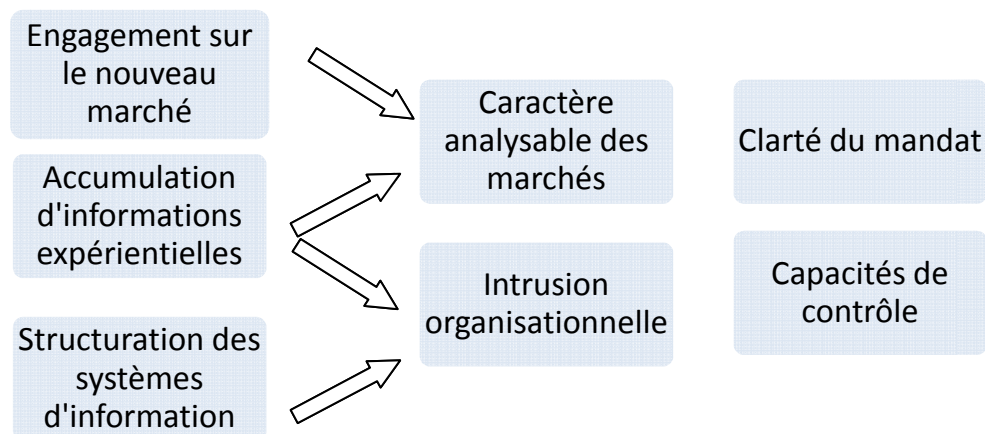 Engagement sur
le nouveau
marché
Accumulation
d'informations
expérientielles
Structuration des
systèmes
d'information
Caractère
analysable des
marchés
Intrusion
organisationnelle
Clarté du mandat
Capacités de
contrôle